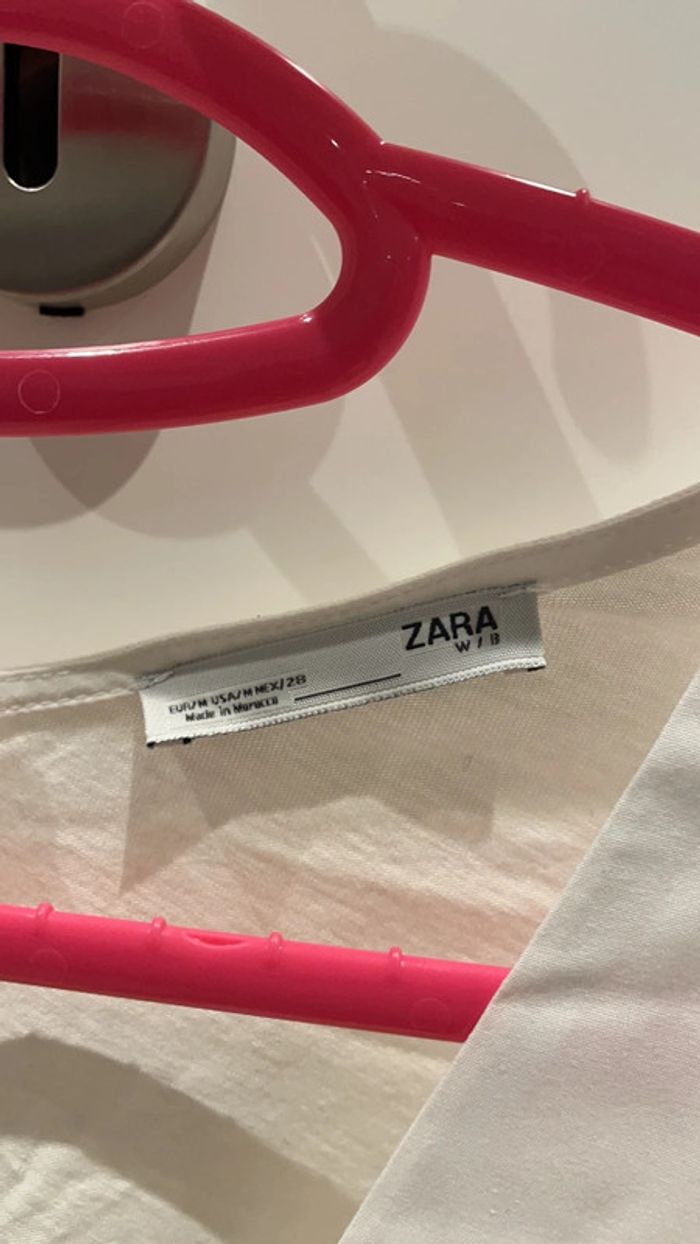 ZARA
W / B
EUR/M USA/M MEX/28
Made in Morocco